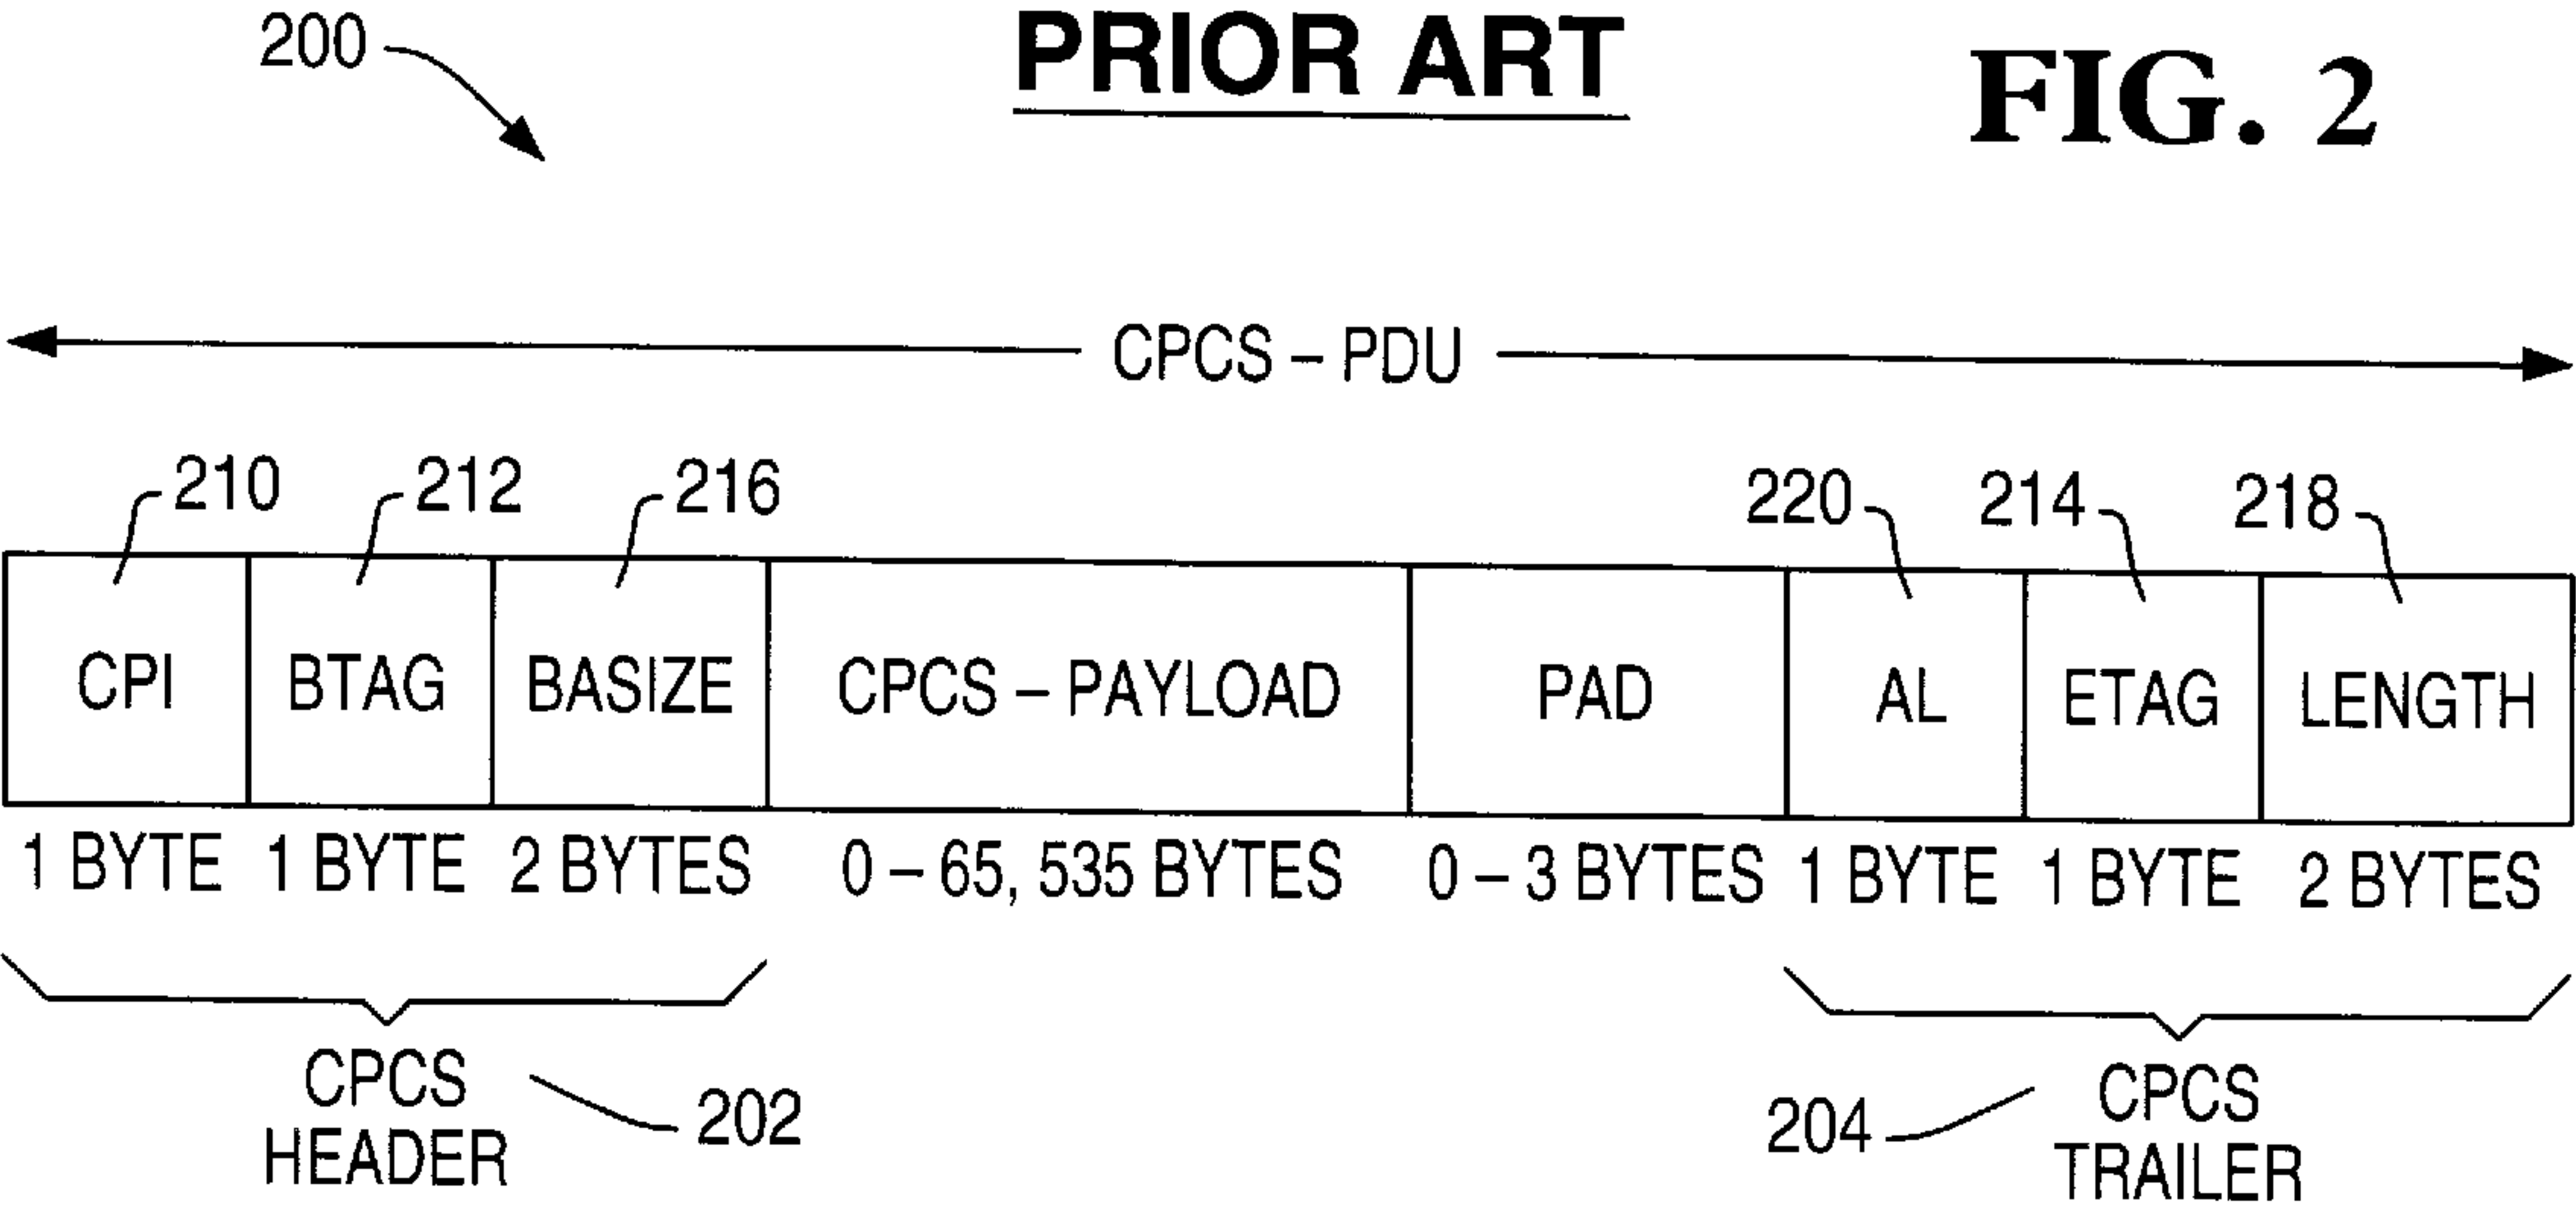 200
PRIOR ART
FIG. 2
CPCS – PDU
210 212 216 220 214 218
CPI BTAG BASIZE CPCS – PAYLOAD PAD AL ETAG LENGTH
1 BYTE 1 BYTE 2 BYTES 0 – 65, 535 BYTES 0 – 3 BYTES 1 BYTE 1 BYTE 2 BYTES
CPCS
HEADER
202
204
CPCS
TRAILER